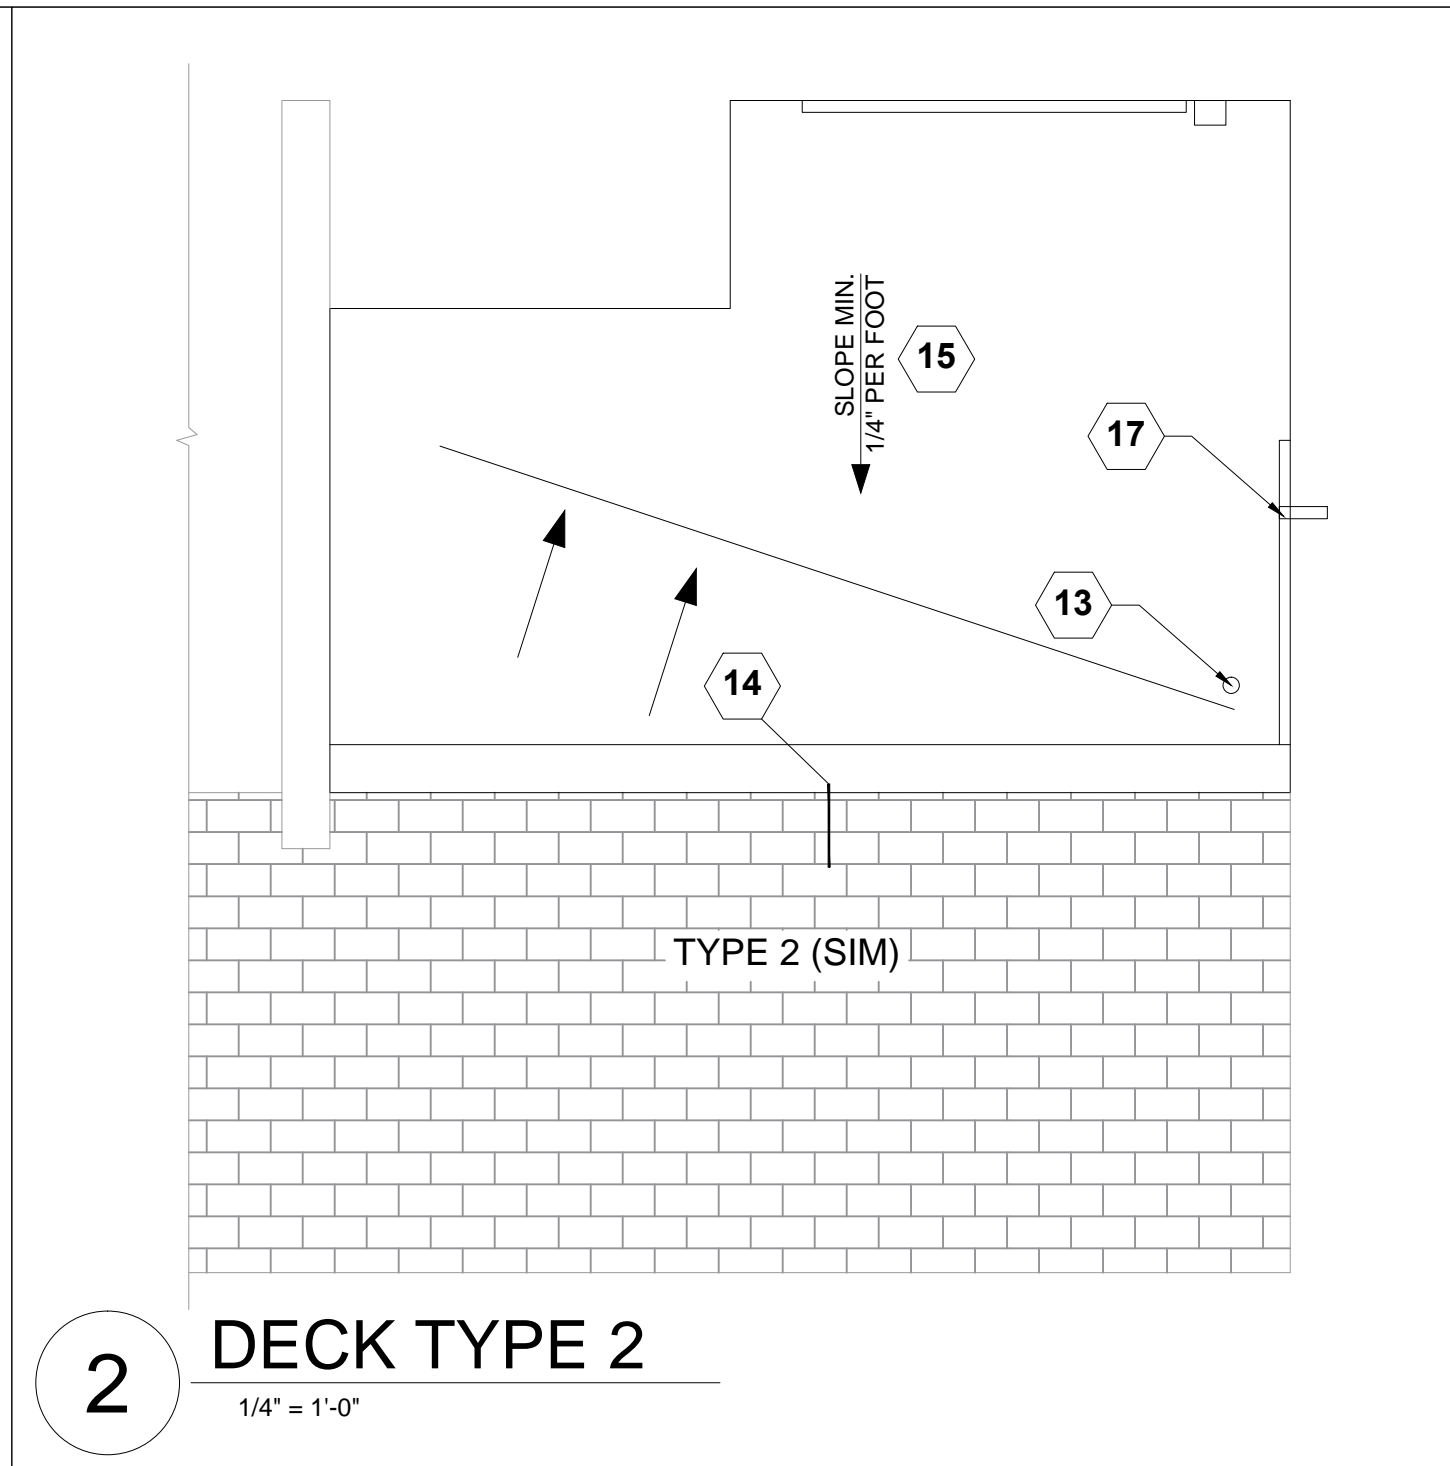 SLOPE MIN.
1/4" PER FOOT
15
17
13
14
TYPE 2 (SIM)
2
DECK TYPE 2
1/4" = 1'-0"